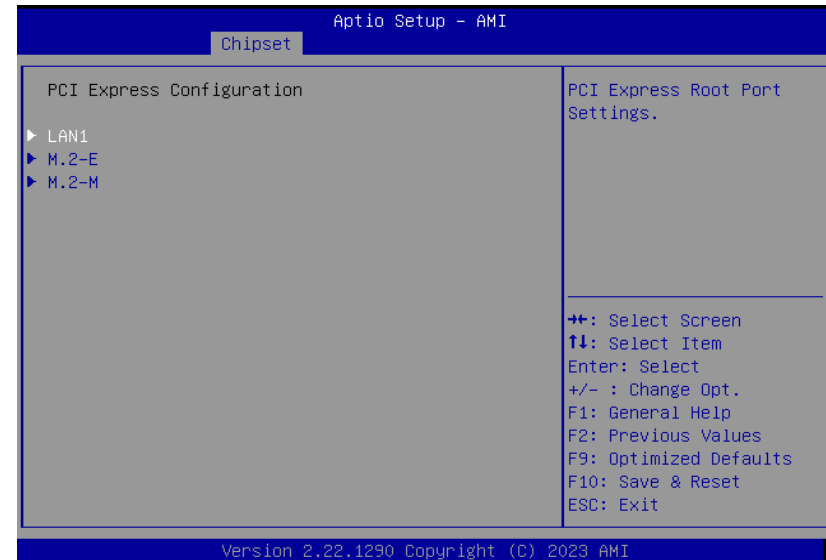 Aptio Setup – AMI
Chipset
PCI Express Configuration
► LAN1
► M.2–E
► M.2–M
PCI Express Root Port
Settings.
→←: Select Screen
↑↓: Select Item
Enter: Select
+/– : Change Opt.
F1: General Help
F2: Previous Values
F9: Optimized Defaults
F10: Save & Reset
ESC: Exit
Version 2.22.1290 Copyright (C) 2023 AMI